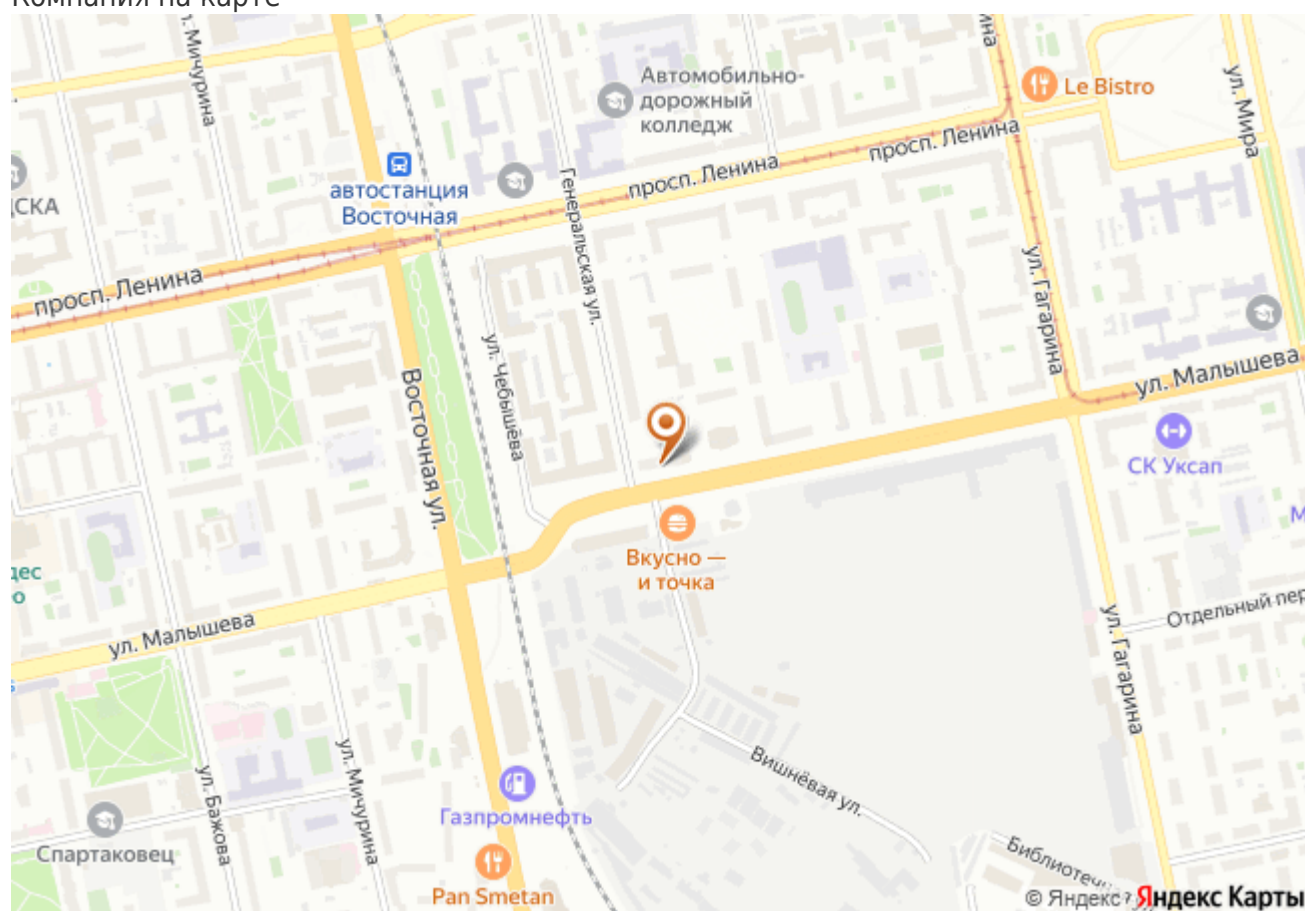 Компания на карте
ул. Мичурина
Автомобильно-
дорожный
колледж
Le Bistro
ул. Мира
просп. Ленина
просп. Ленина
автостанция
Восточная
Генеральская ул.
просп. Ленина
ул. Гагарина
ул. Чебышёва
Восточная ул.
ул. Малышева
СК Уксап
Вкусно —
и точка
ул. Малышева
Отдельный пер
ул. Гагарина
ул. Мичурина
ул. Бажова
Вишнёвая ул.
Газпромнефть
Спартаковец
Pan Smetan
© Яндекс
Яндекс Карты